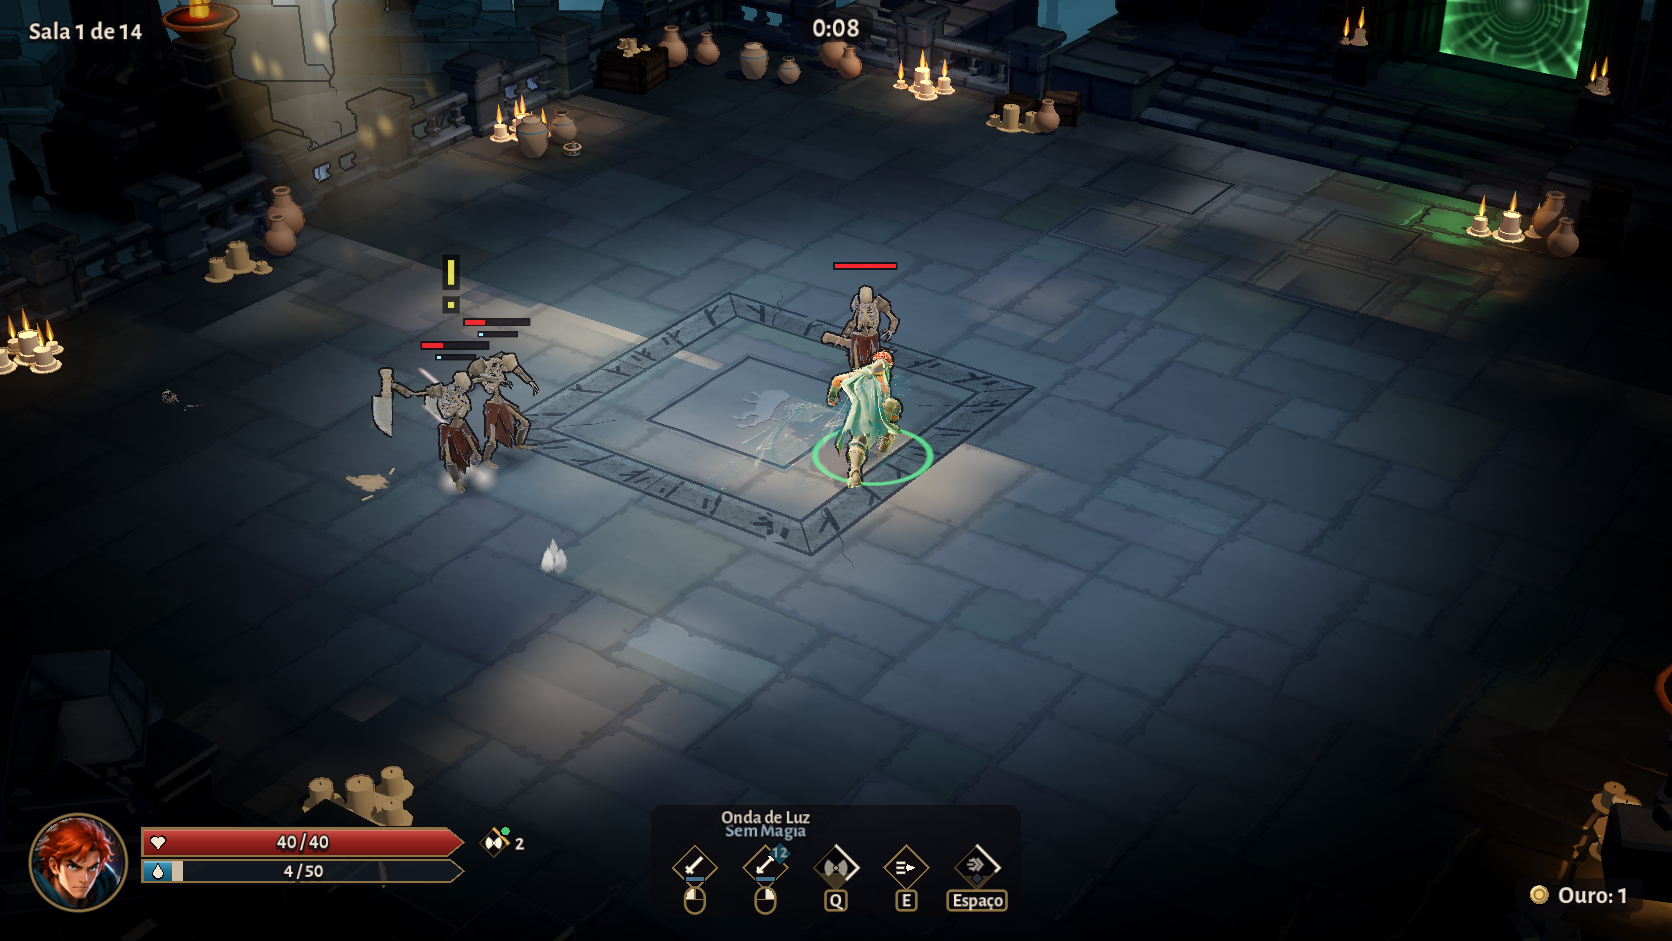 Sala 1 de 14
0:08
40/40
2
4/50
Onda de Luz
Sem Magia
12
Q
E
Espaço
Ouro: 1